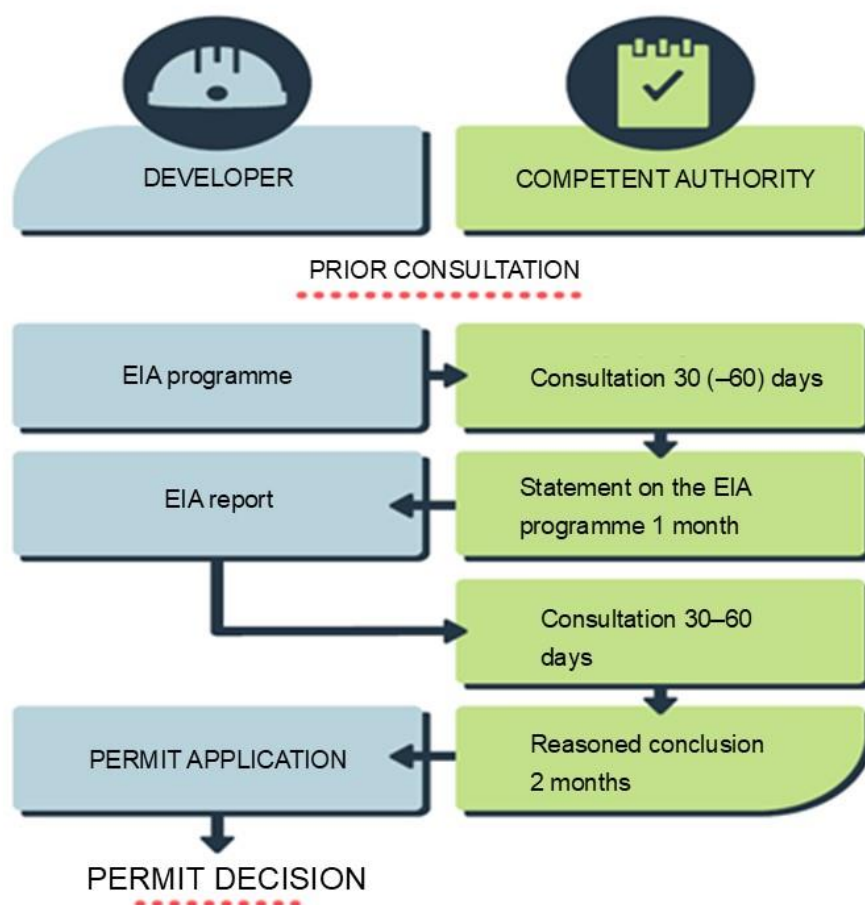 DEVELOPER
COMPETENT AUTHORITY
PRIOR CONSULTATION
EIA programme
Consultation 30 (–60) days
EIA report
Statement on the EIA
programme 1 month
Consultation 30–60
days
PERMIT APPLICATION
Reasoned conclusion
2 months
PERMIT DECISION